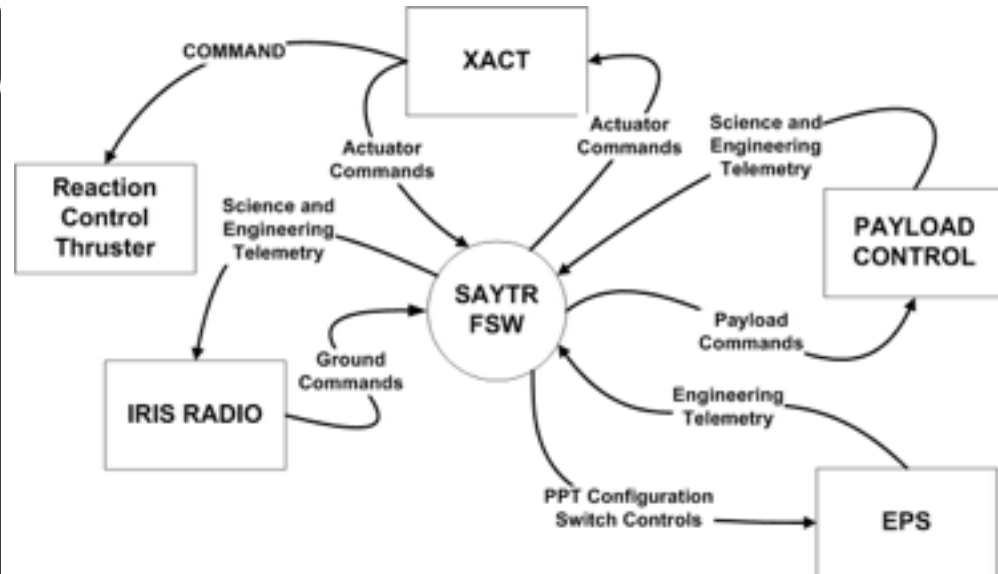 COMMAND
XACT
Actuator
Commands
Actuator
Commands
Science and
Engineering
Telemetry
Reaction
Control
Thruster
Science and
Engineering
Telemetry
PAYLOAD
CONTROL
SAYTR
FSW
Payload
Commands
Ground
Commands
IRIS RADIO
Engineering
Telemetry
PPT Configuration
Switch Controls
EPS